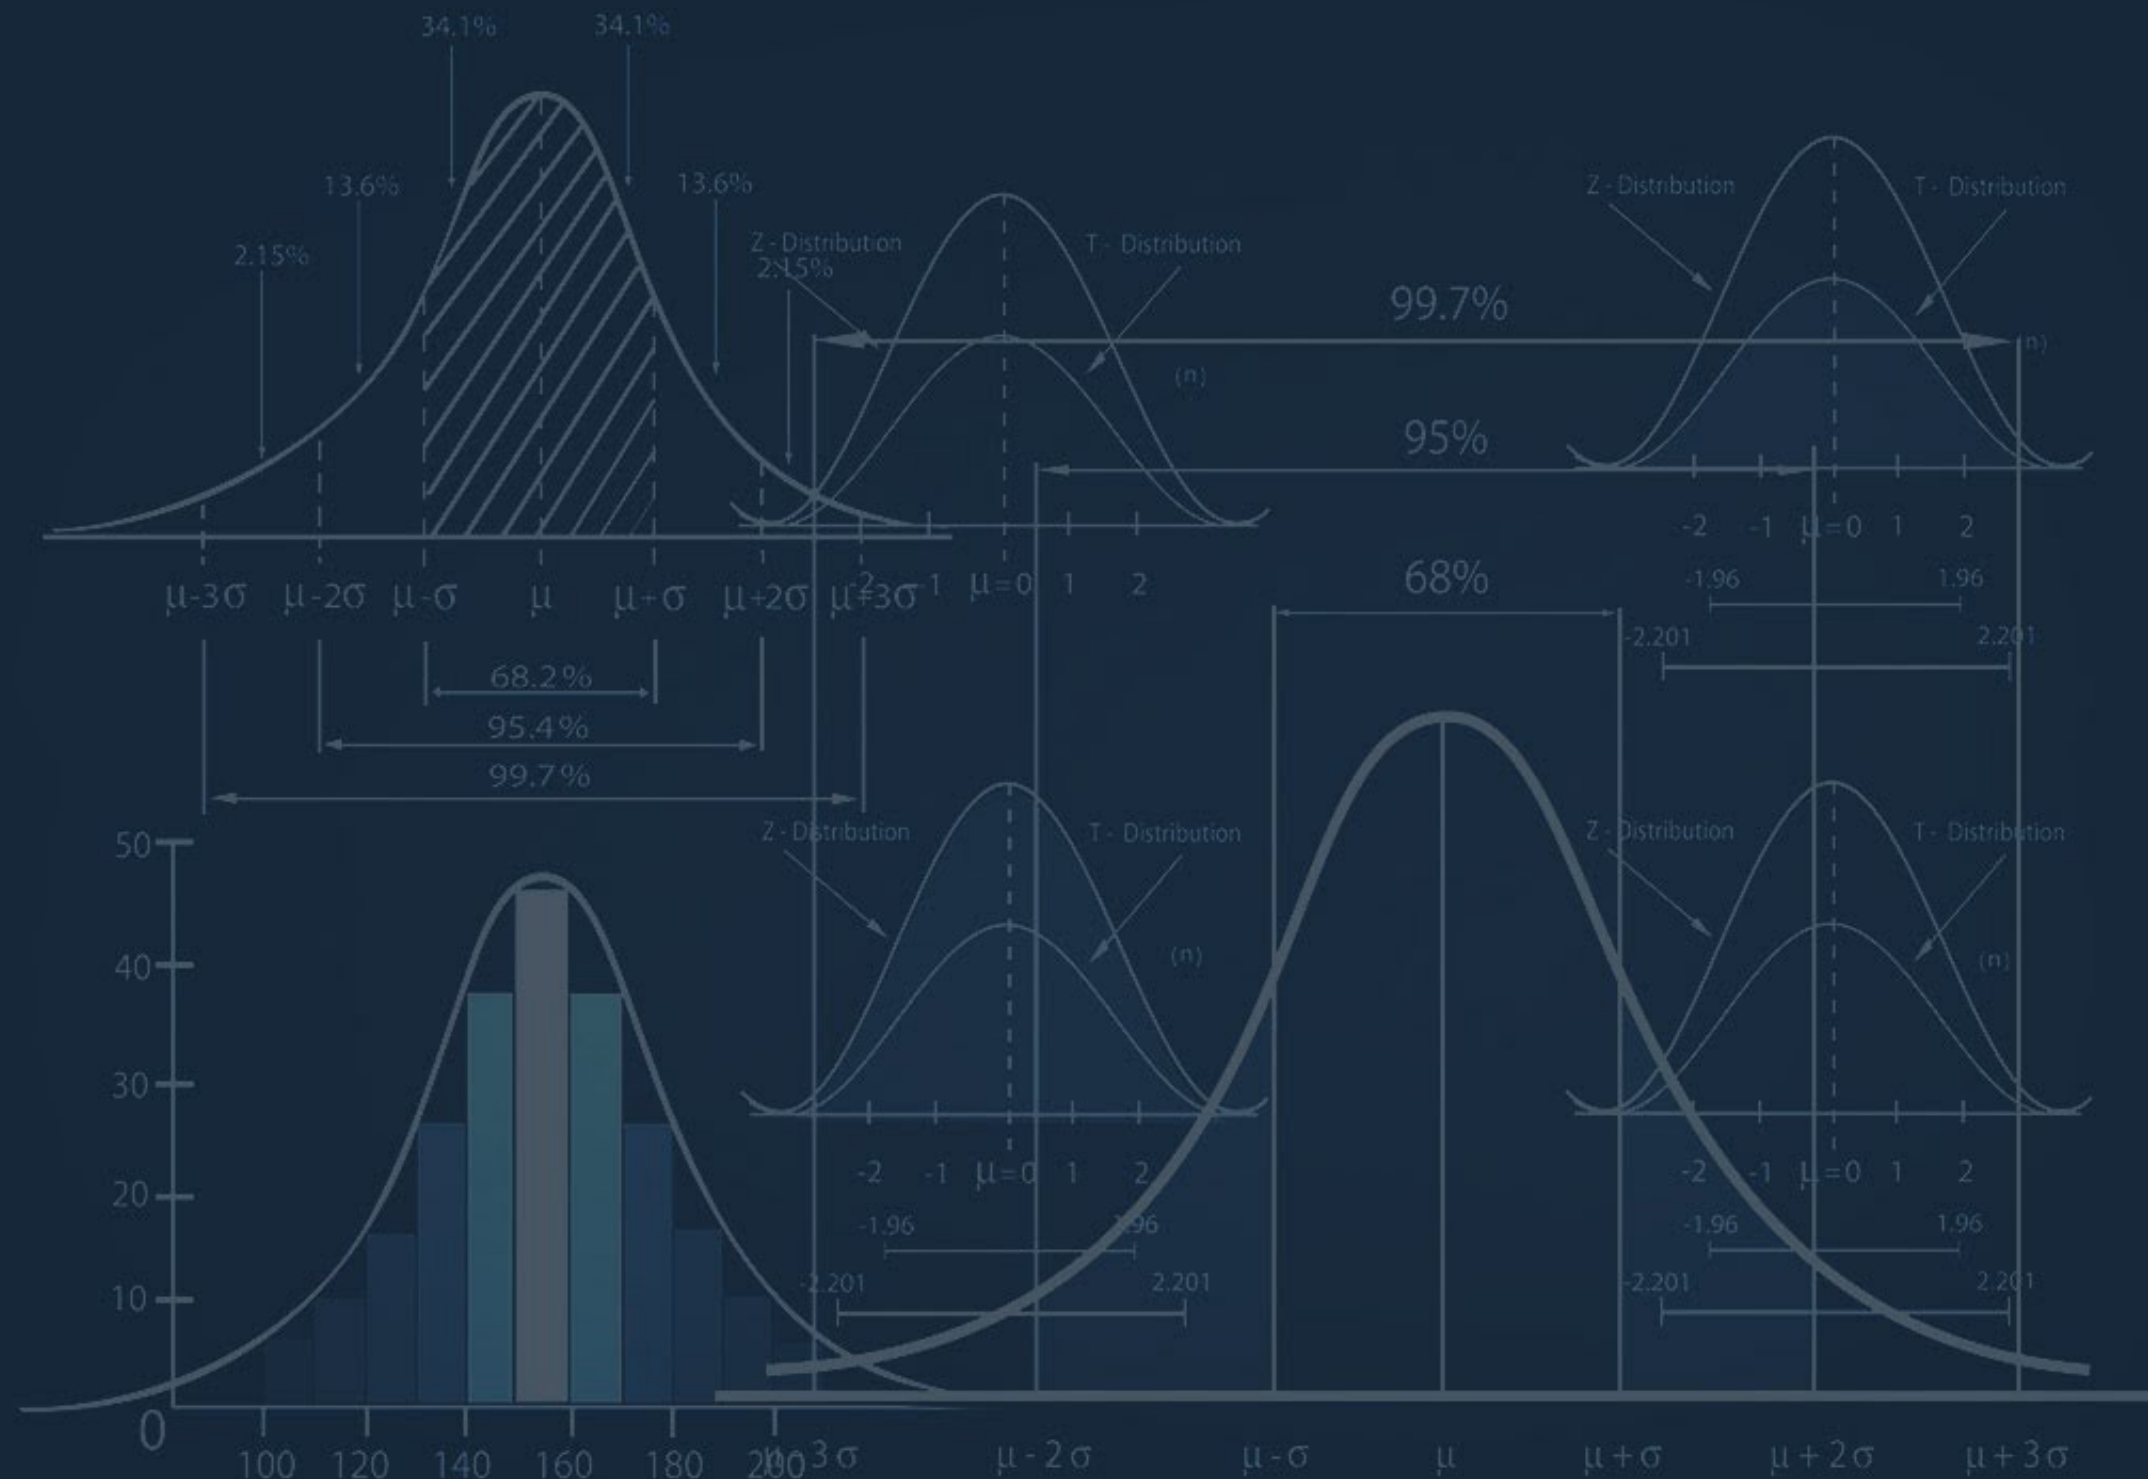 34.1% 34.1%
13.6% 13.6%
2.15% 2.15%
μ-3σ μ-2σ μ-σ μ μ+σ μ+2σ μ+3σ
68.2%
95.4%
99.7%
Z - Distribution T - Distribution
(n)
-2 -1 μ=0 1 2
Z - Distribution T - Distribution
(n)
-2 -1 μ=0 1 2
-1.96 1.96
-2.201 2.201
99.7%
95%
68%
50
40
30
20
10
0
100 120 140 160 180 200
Z - Distribution T - Distribution
(n)
-2 -1 μ=0 1 2
-1.96 1.96
-2.201 2.201
Z - Distribution T - Distribution
(n)
-2 -1 μ=0 1 2
-1.96 1.96
-2.201 2.201
μ-3σ μ-2σ μ-σ μ μ+σ μ+2σ μ+3σ